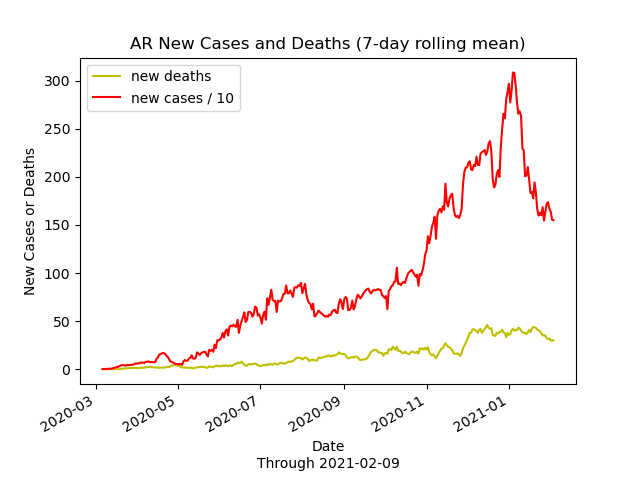 AR New Cases and Deaths (7-day rolling mean)
new deaths
new cases / 10
New Cases or Deaths
300
250
200
150
100
50
0
2020-03
2020-05
2020-07
2020-09
2020-11
2021-01
Date
Through 2021-02-09